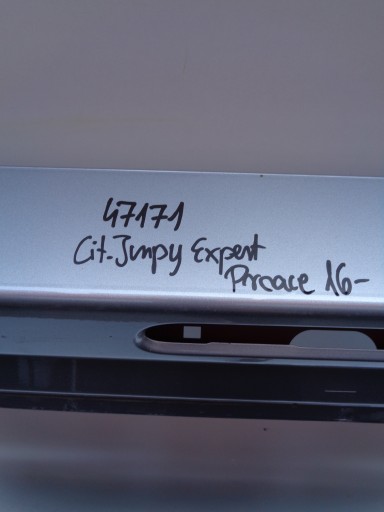 47171
Cit. Jumpy Expert
Proace 16-